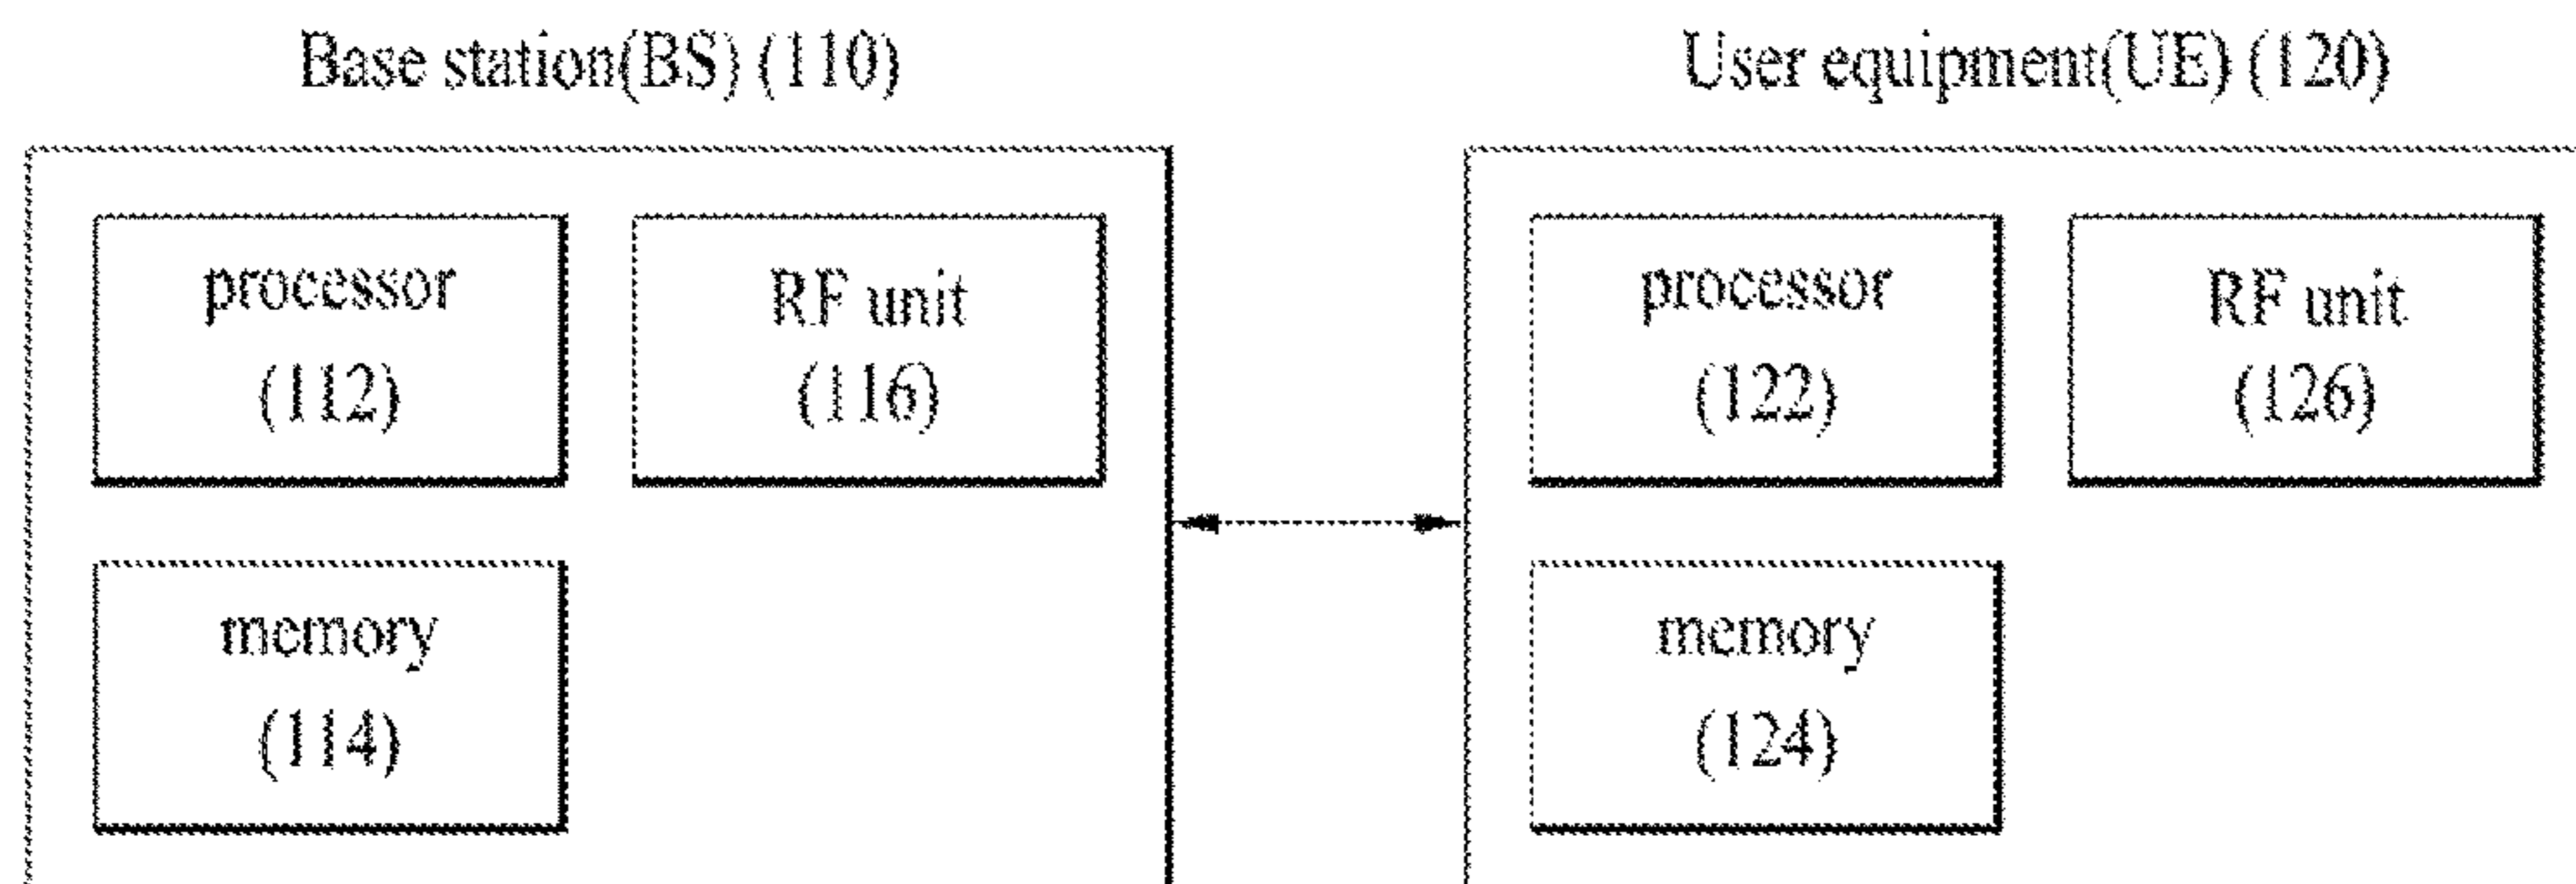 Base station(BS) (110)
User equipment(UE) (120)
processor
(112)
RF unit
(116)
memory
(114)
processor
(122)
RF unit
(126)
memory
(124)